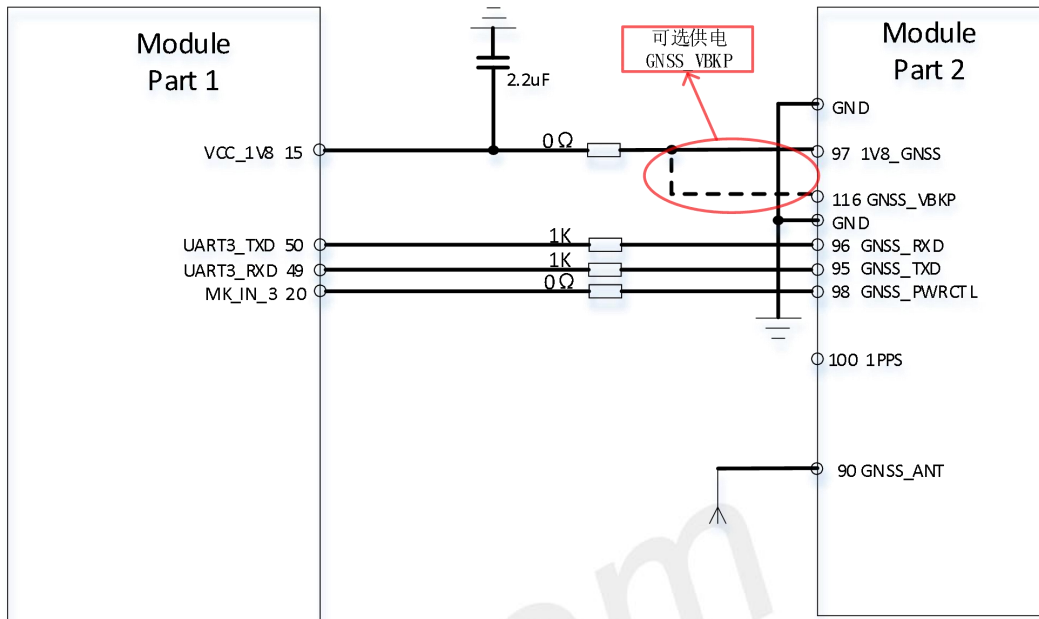 Module
Part 1
Module
Part 2
可选供电
GNSS_VBKP
2.2uF
GND
VCC_1V8 15
0Ω
97 1V8_GNSS
116 GNSS_VBKP
GND
UART3_TXD 50
1K
96 GNSS_RXD
UART3_RXD 49
1K
95 GNSS_TXD
MK_IN_3 20
0Ω
98 GNSS_PWRCTL
100 1PPS
90 GNSS_ANT